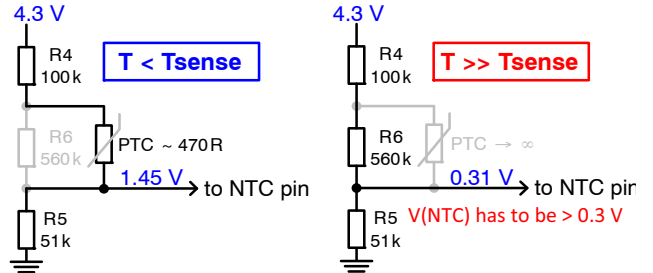 4.3 V
R4
100k
T < Tsense
R6
560k
PTC ~ 470R
1.45 V
to NTC pin
R5
51k
4.3 V
R4
100k
T >> Tsense
R6
560k
PTC → ∞
0.31 V
to NTC pin
R5
51k
V(NTC) has to be > 0.3 V